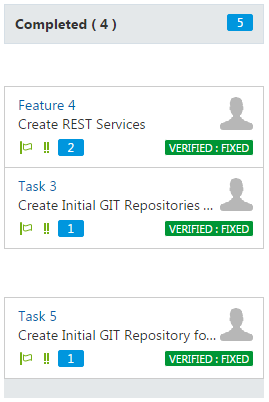 Completed ( 4 ) 5
Feature 4
Create REST Services
2 VERIFIED : FIXED
Task 3
Create Initial GIT Repositories ...
1 VERIFIED : FIXED
Task 5
Create Initial GIT Repository fo...
1 VERIFIED : FIXED